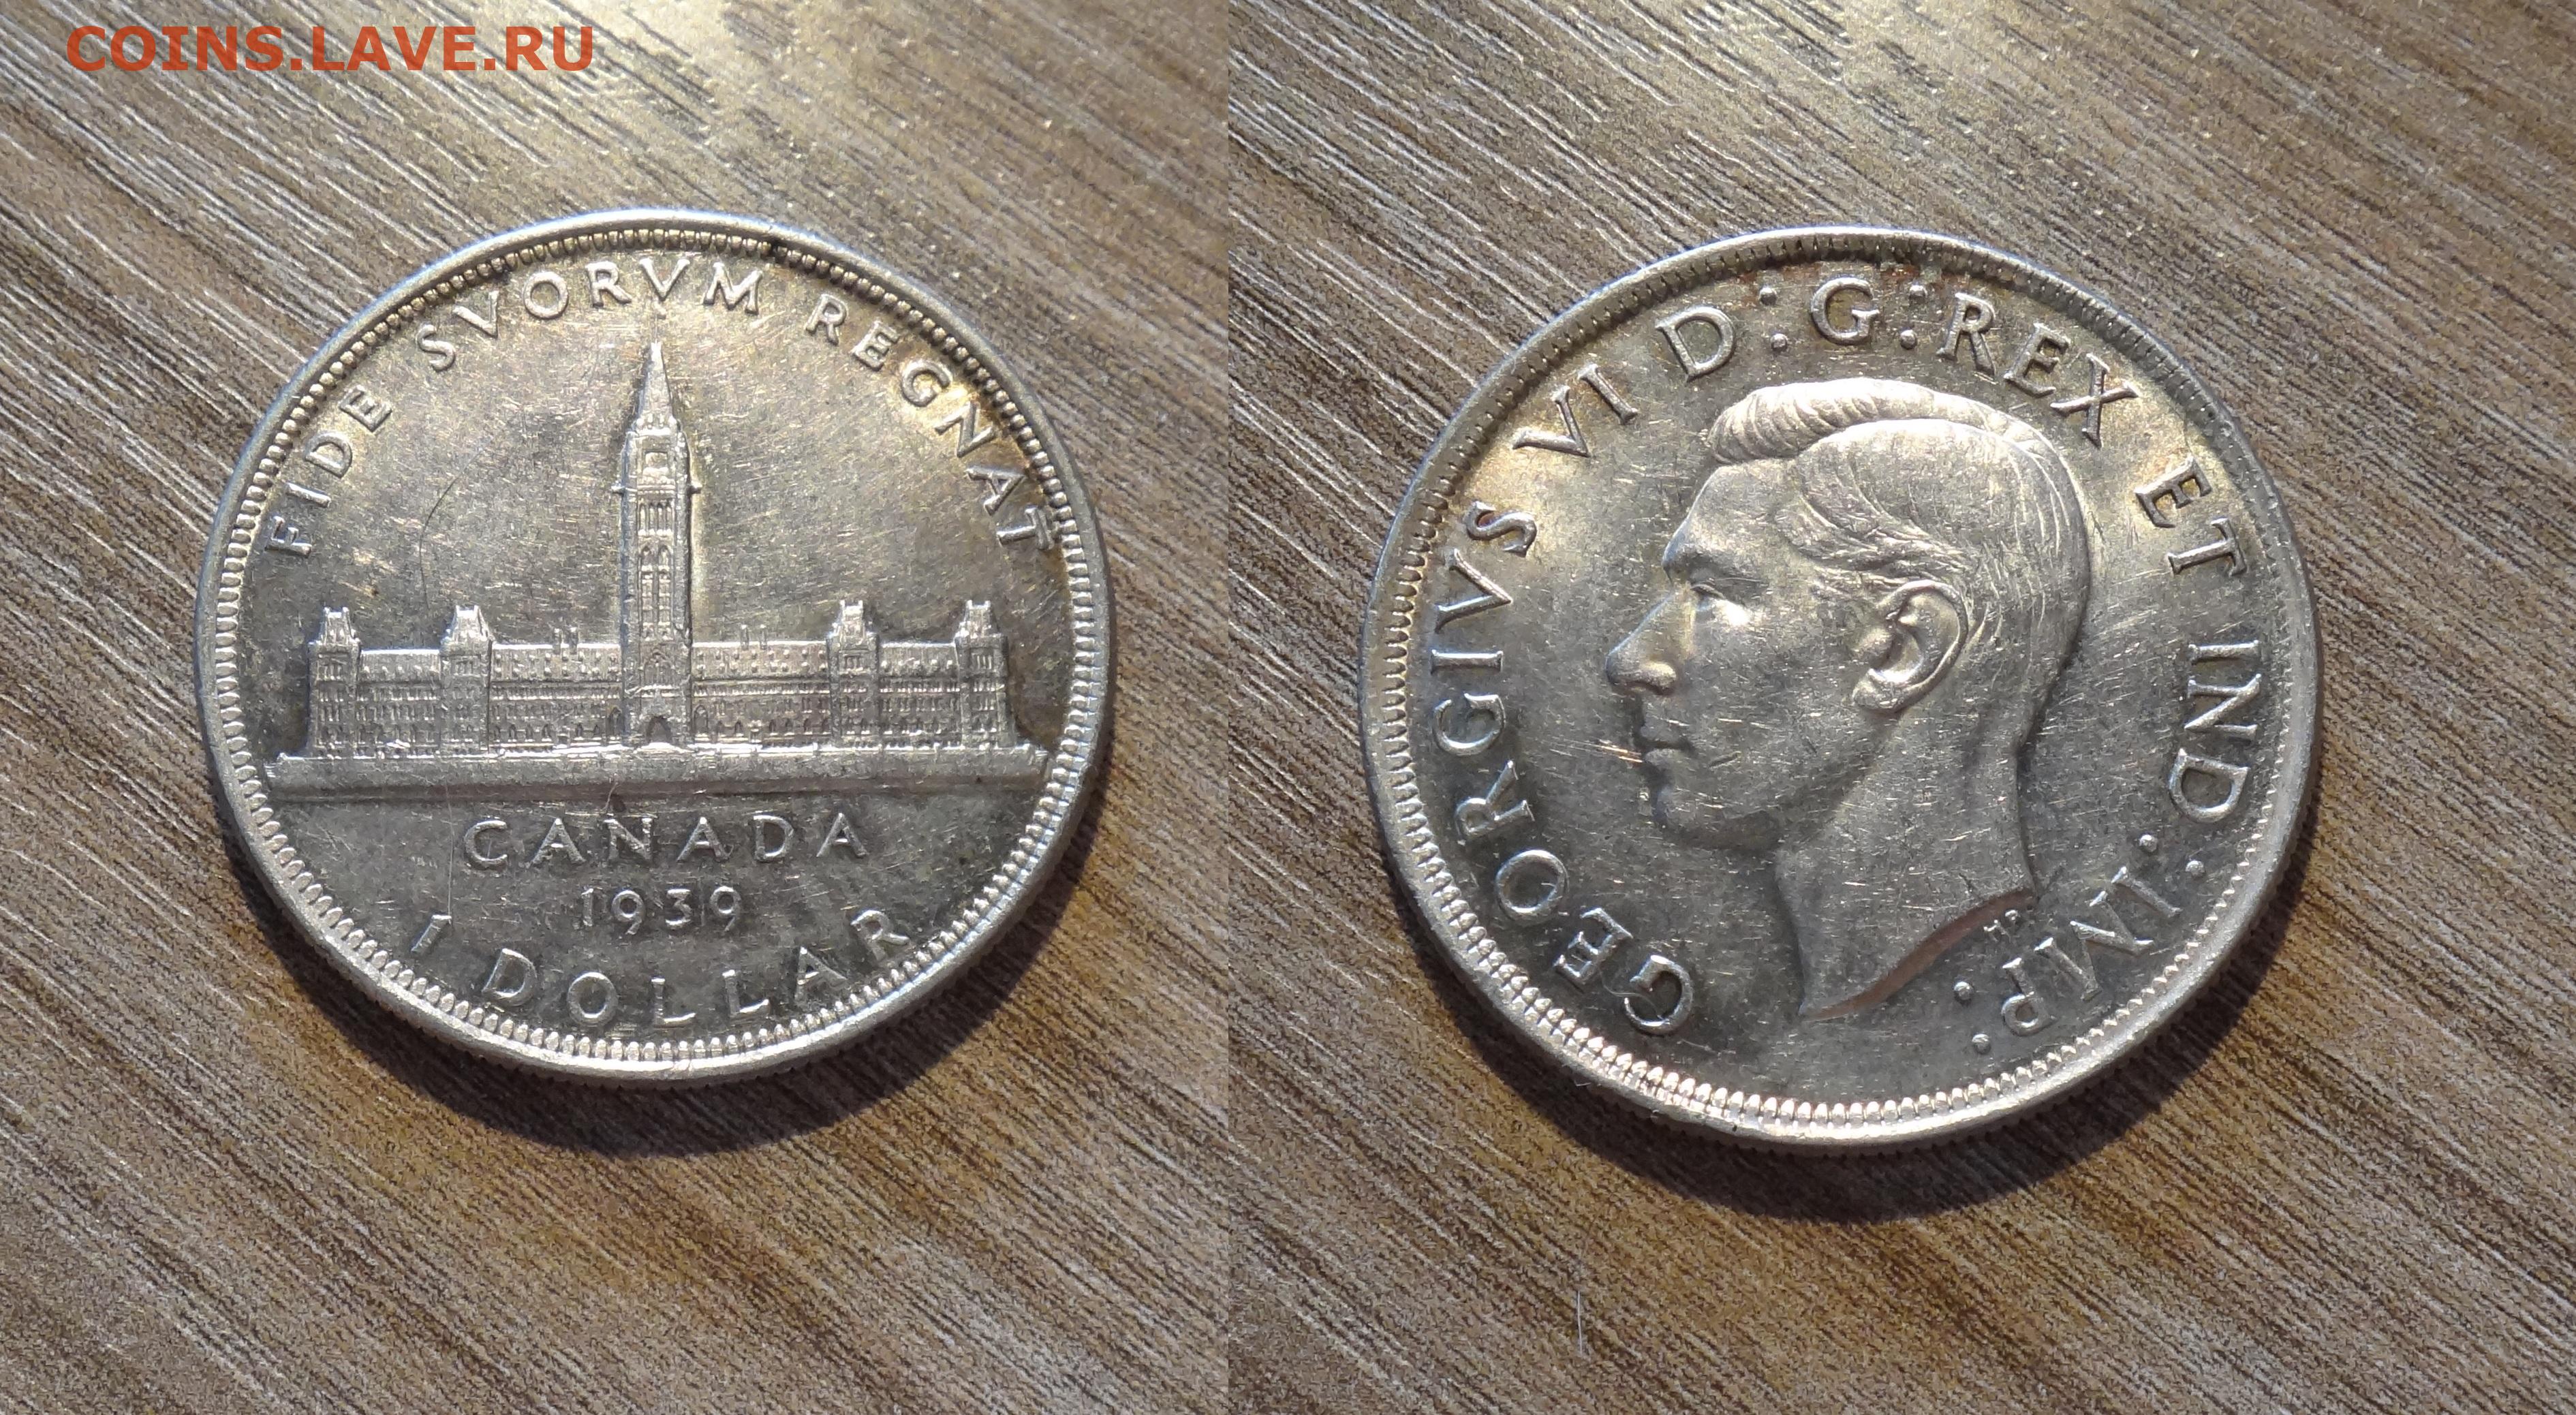 COINS.LAVE.RU
FIDE SVORVM REGNAT
CANADA
1939
1 DOLLAR
GEORGIVS VI D:G:REX ET IND:IMP:
T.P